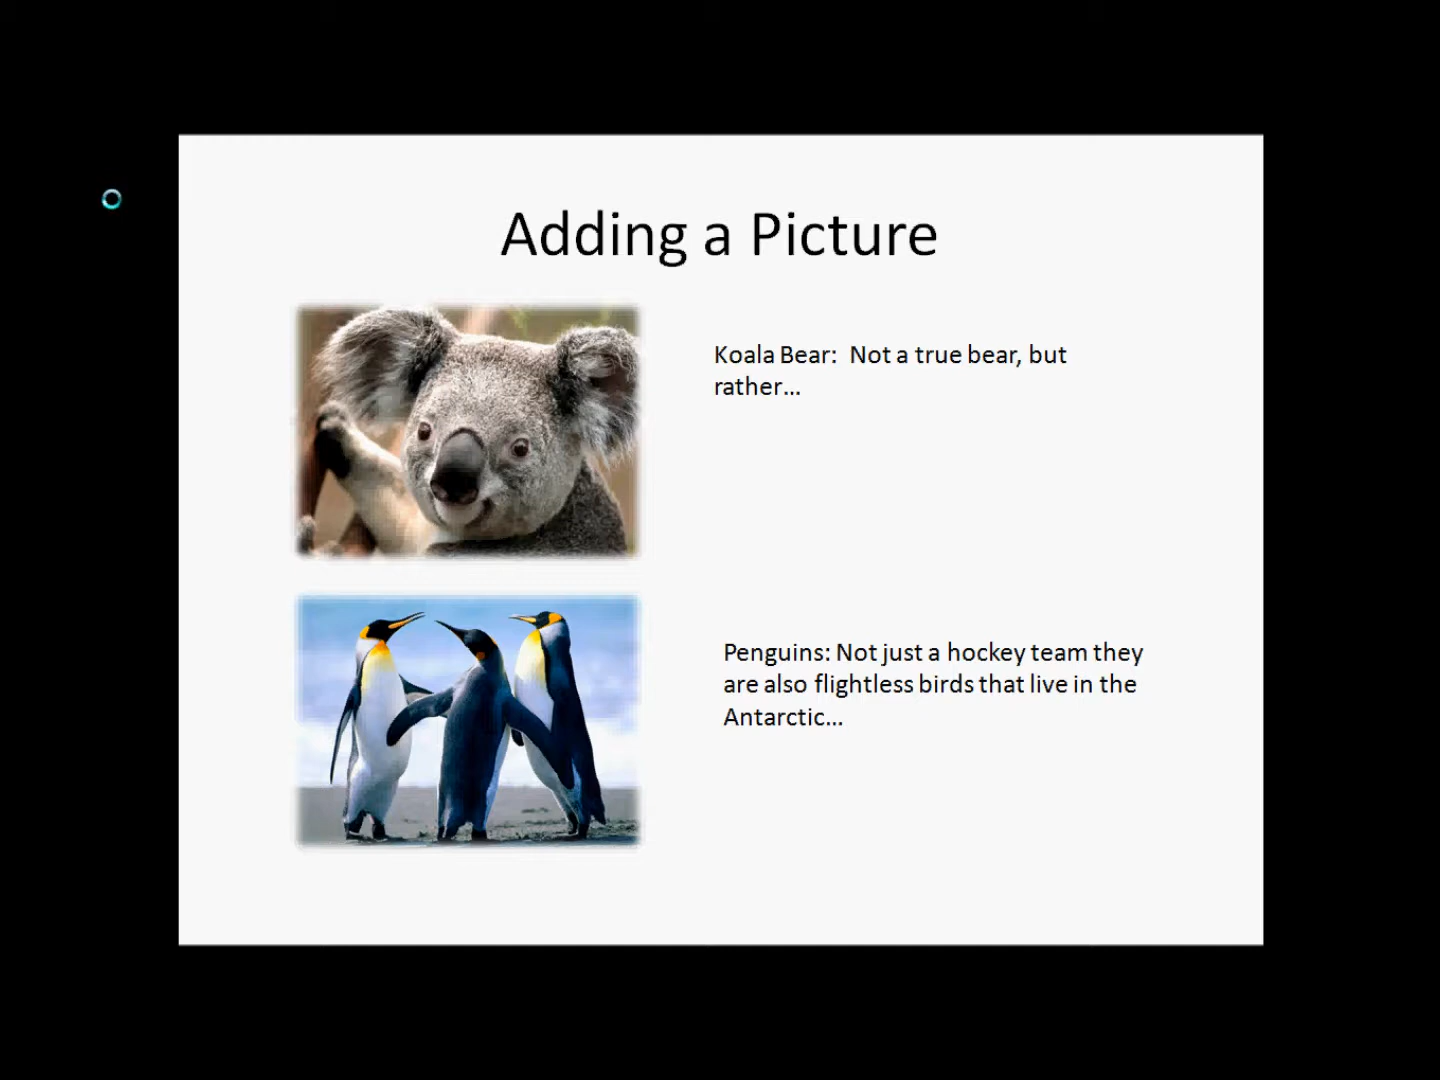 Adding a Picture
Koala Bear:  Not a true bear, but
rather...
Penguins: Not just a hockey team they
are also flightless birds that live in the
Antarctic...